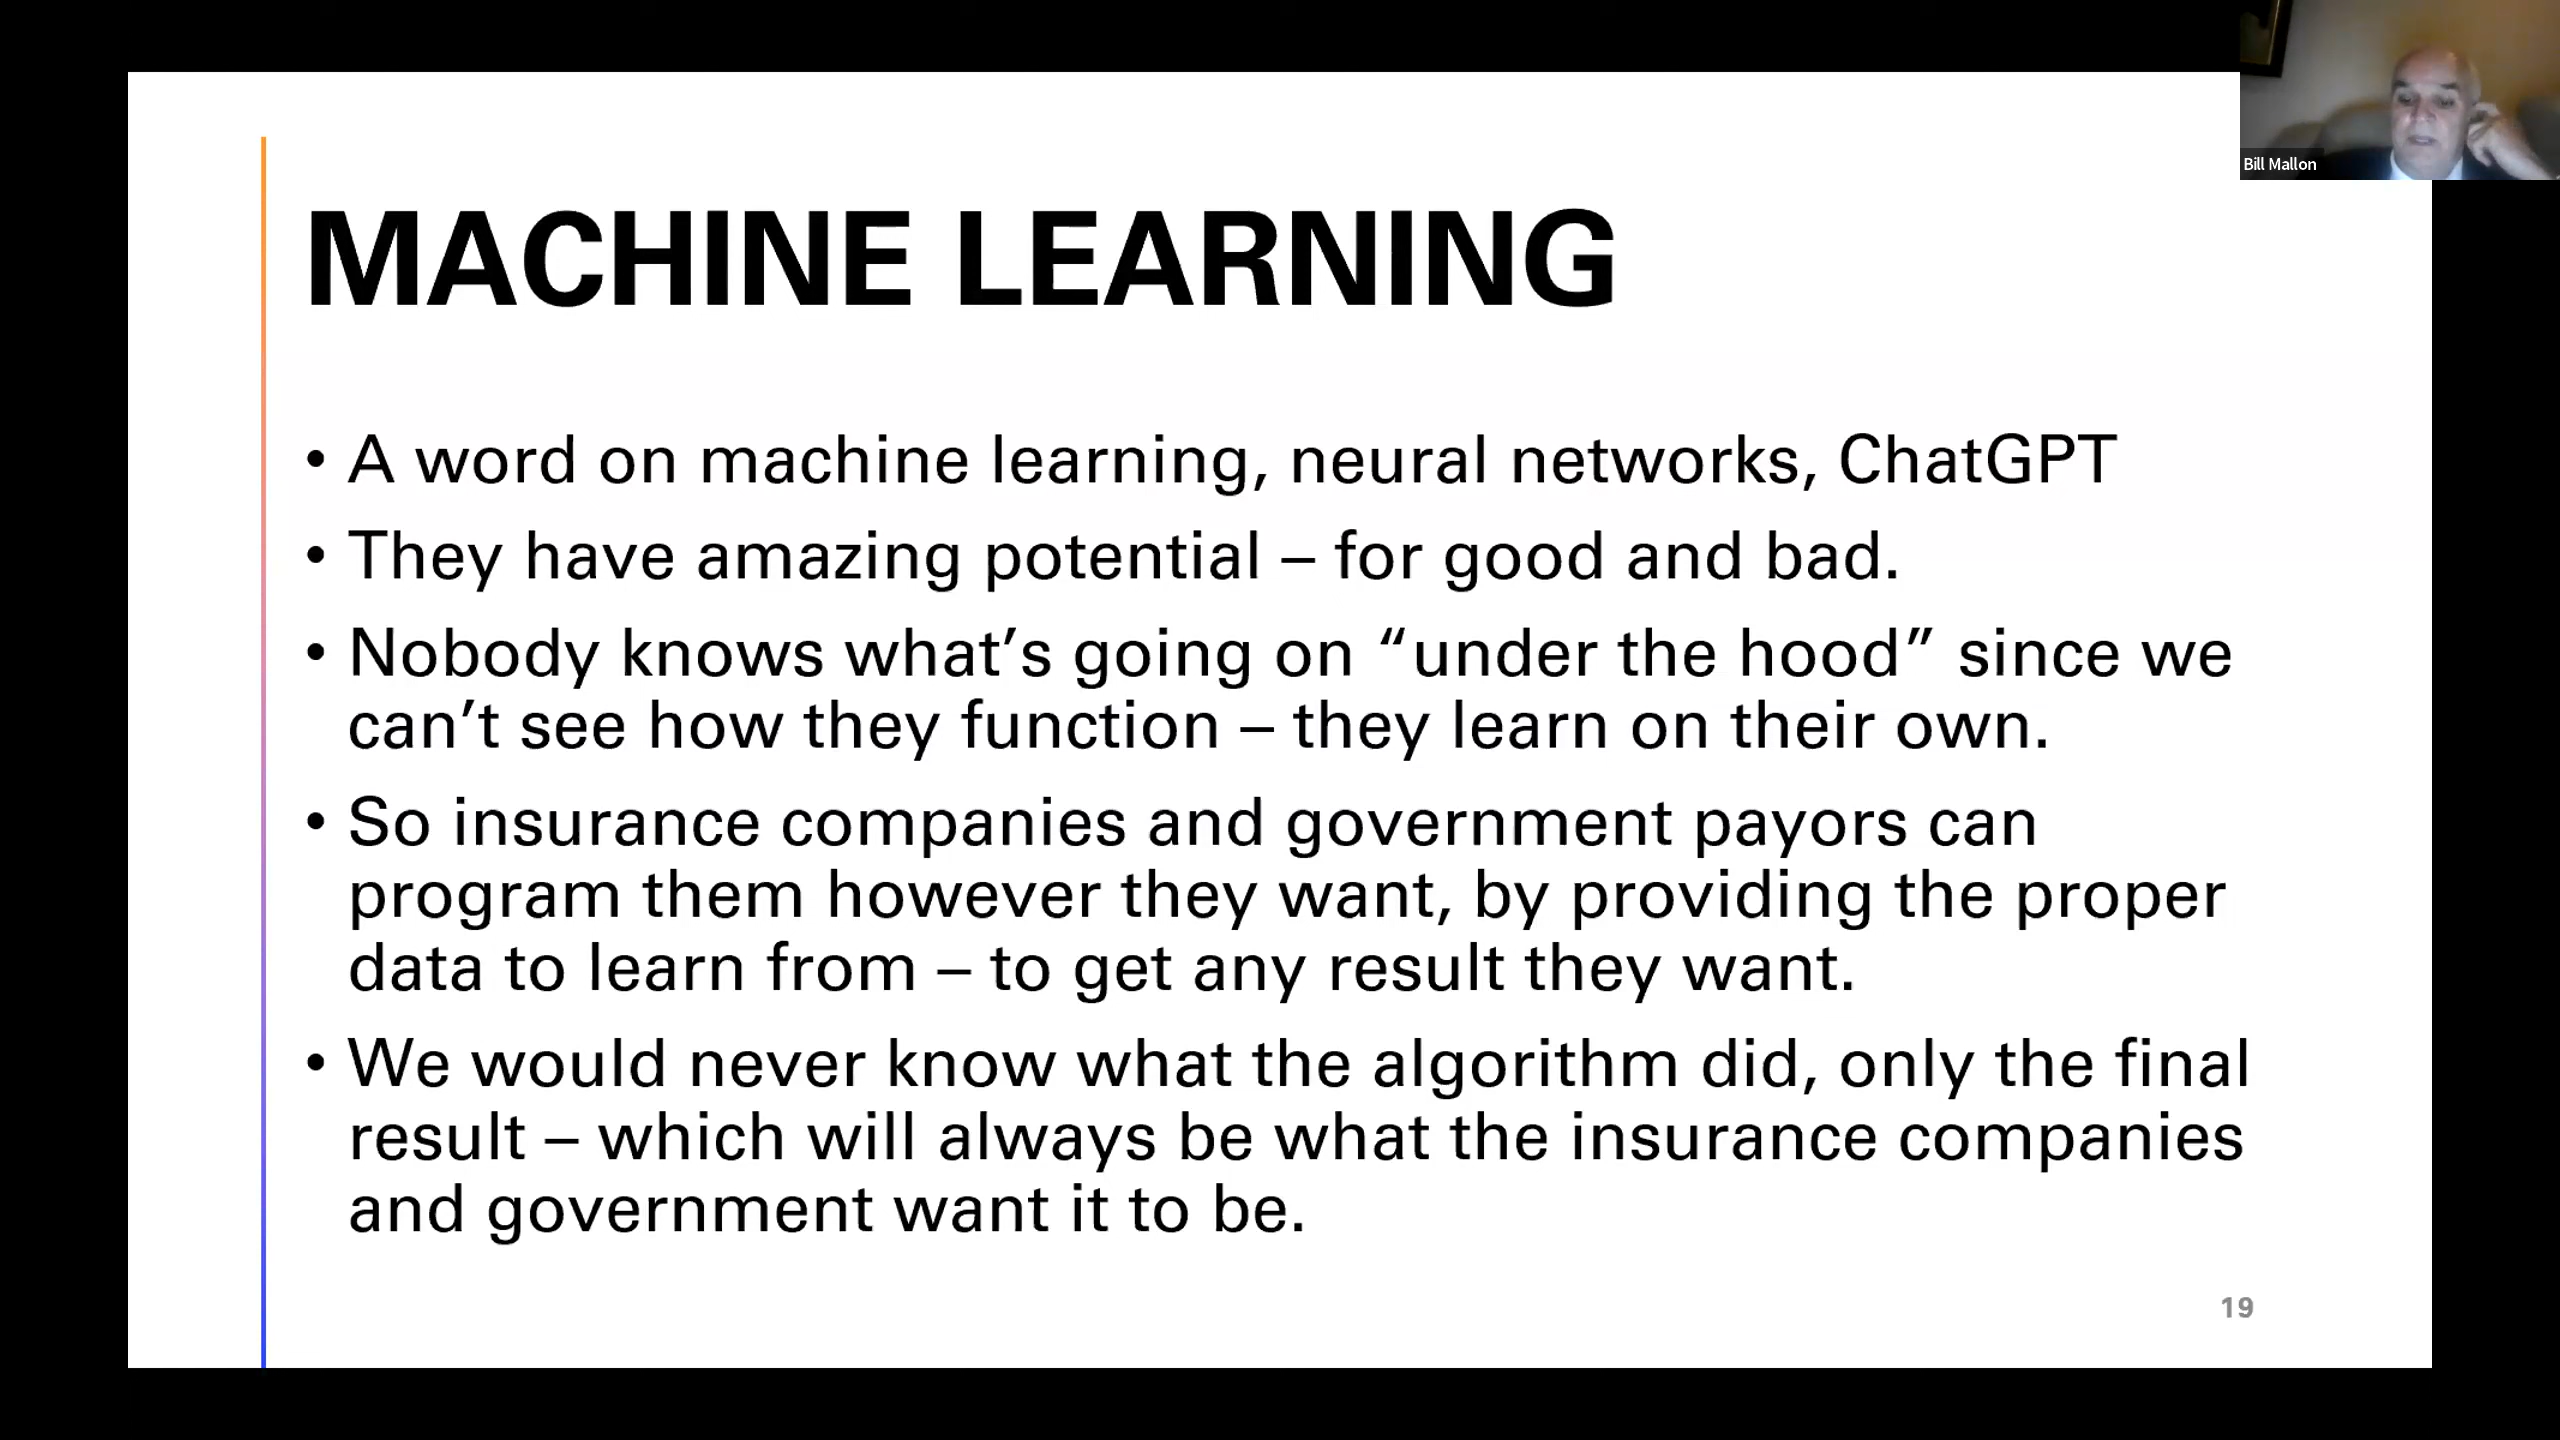 Bill Mallon
MACHINE LEARNING
• A word on machine learning, neural networks, ChatGPT
• They have amazing potential – for good and bad.
• Nobody knows what’s going on “under the hood” since we
can’t see how they function – they learn on their own.
• So insurance companies and government payors can
program them however they want, by providing the proper
data to learn from – to get any result they want.
• We would never know what the algorithm did, only the final
result – which will always be what the insurance companies
and government want it to be.
19